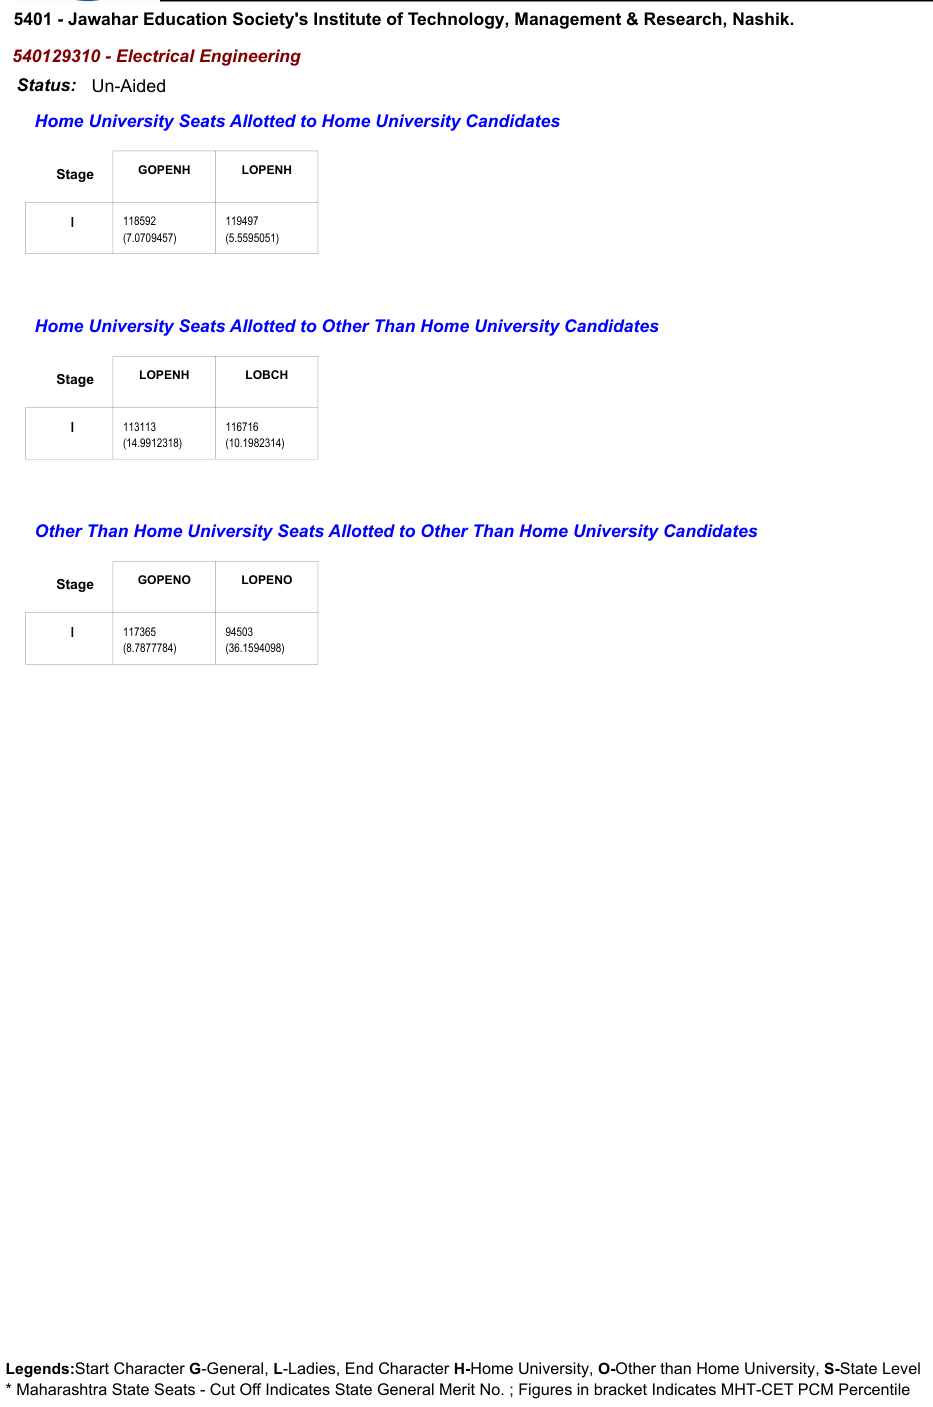 5401 - Jawahar Education Society's Institute of Technology, Management & Research, Nashik.
540129310 - Electrical Engineering
Status: Un-Aided
Home University Seats Allotted to Home University Candidates
Stage GOPENH LOPENH
I 118592 119497
(7.0709457) (5.5595051)
Home University Seats Allotted to Other Than Home University Candidates
Stage LOPENH LOBCH
I 113113 116716
(14.9912318) (10.1982314)
Other Than Home University Seats Allotted to Other Than Home University Candidates
Stage GOPENO LOPENO
I 117365 94503
(8.7877784) (36.1594098)
Legends:Start Character G-General, L-Ladies, End Character H-Home University, O-Other than Home University, S-State Level
* Maharashtra State Seats - Cut Off Indicates State General Merit No. ; Figures in bracket Indicates MHT-CET PCM Percentile